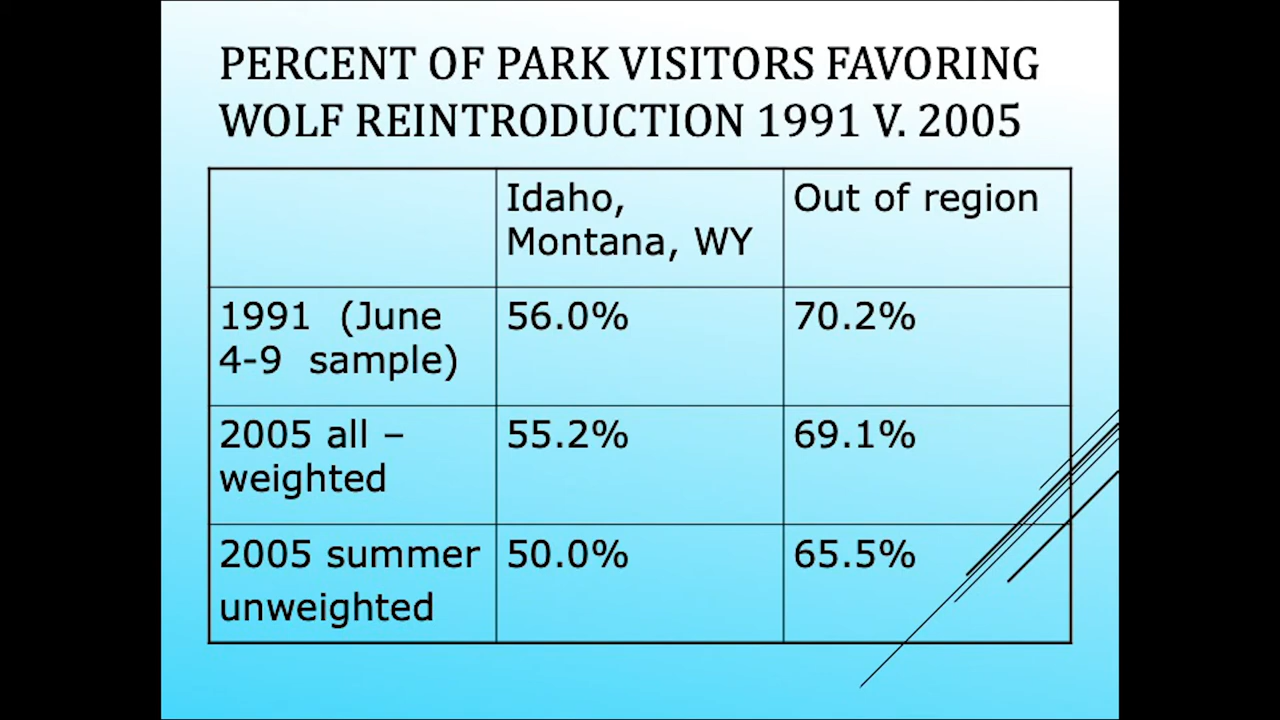 PERCENT OF PARK VISITORS FAVORING
WOLF REINTRODUCTION 1991 V. 2005
Idaho,
Montana, WY
Out of region
1991  (June
4-9  sample)
56.0%
70.2%
2005 all –
weighted
55.2%
69.1%
2005 summer
unweighted
50.0%
65.5%